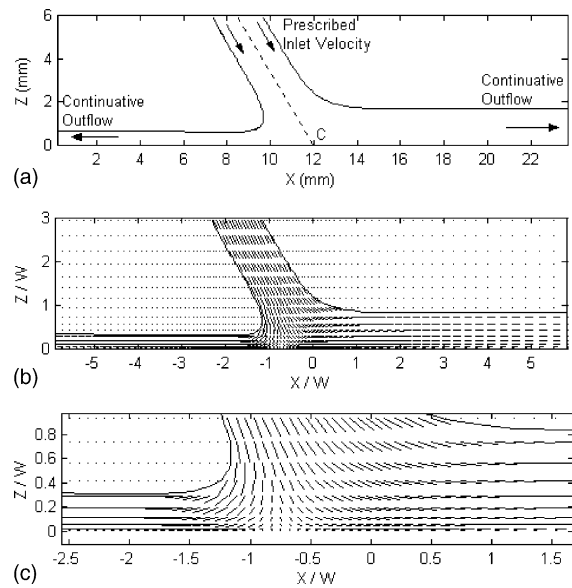 6
4
2
0
Z (mm)
Prescribed
Inlet Velocity
Continuative
Outflow
Continuative
Outflow
C
2 4 6 8 10 12 14 16 18 20 22
X (mm)
(a)
3
2
1
0
Z / W
-5 -4 -3 -2 -1 0 1 2 3 4 5
X / W
(b)
0.8
0.6
0.4
0.2
0
Z / W
-2.5 -2 -1.5 -1 -0.5 0 0.5 1 1.5
X / W
(c)